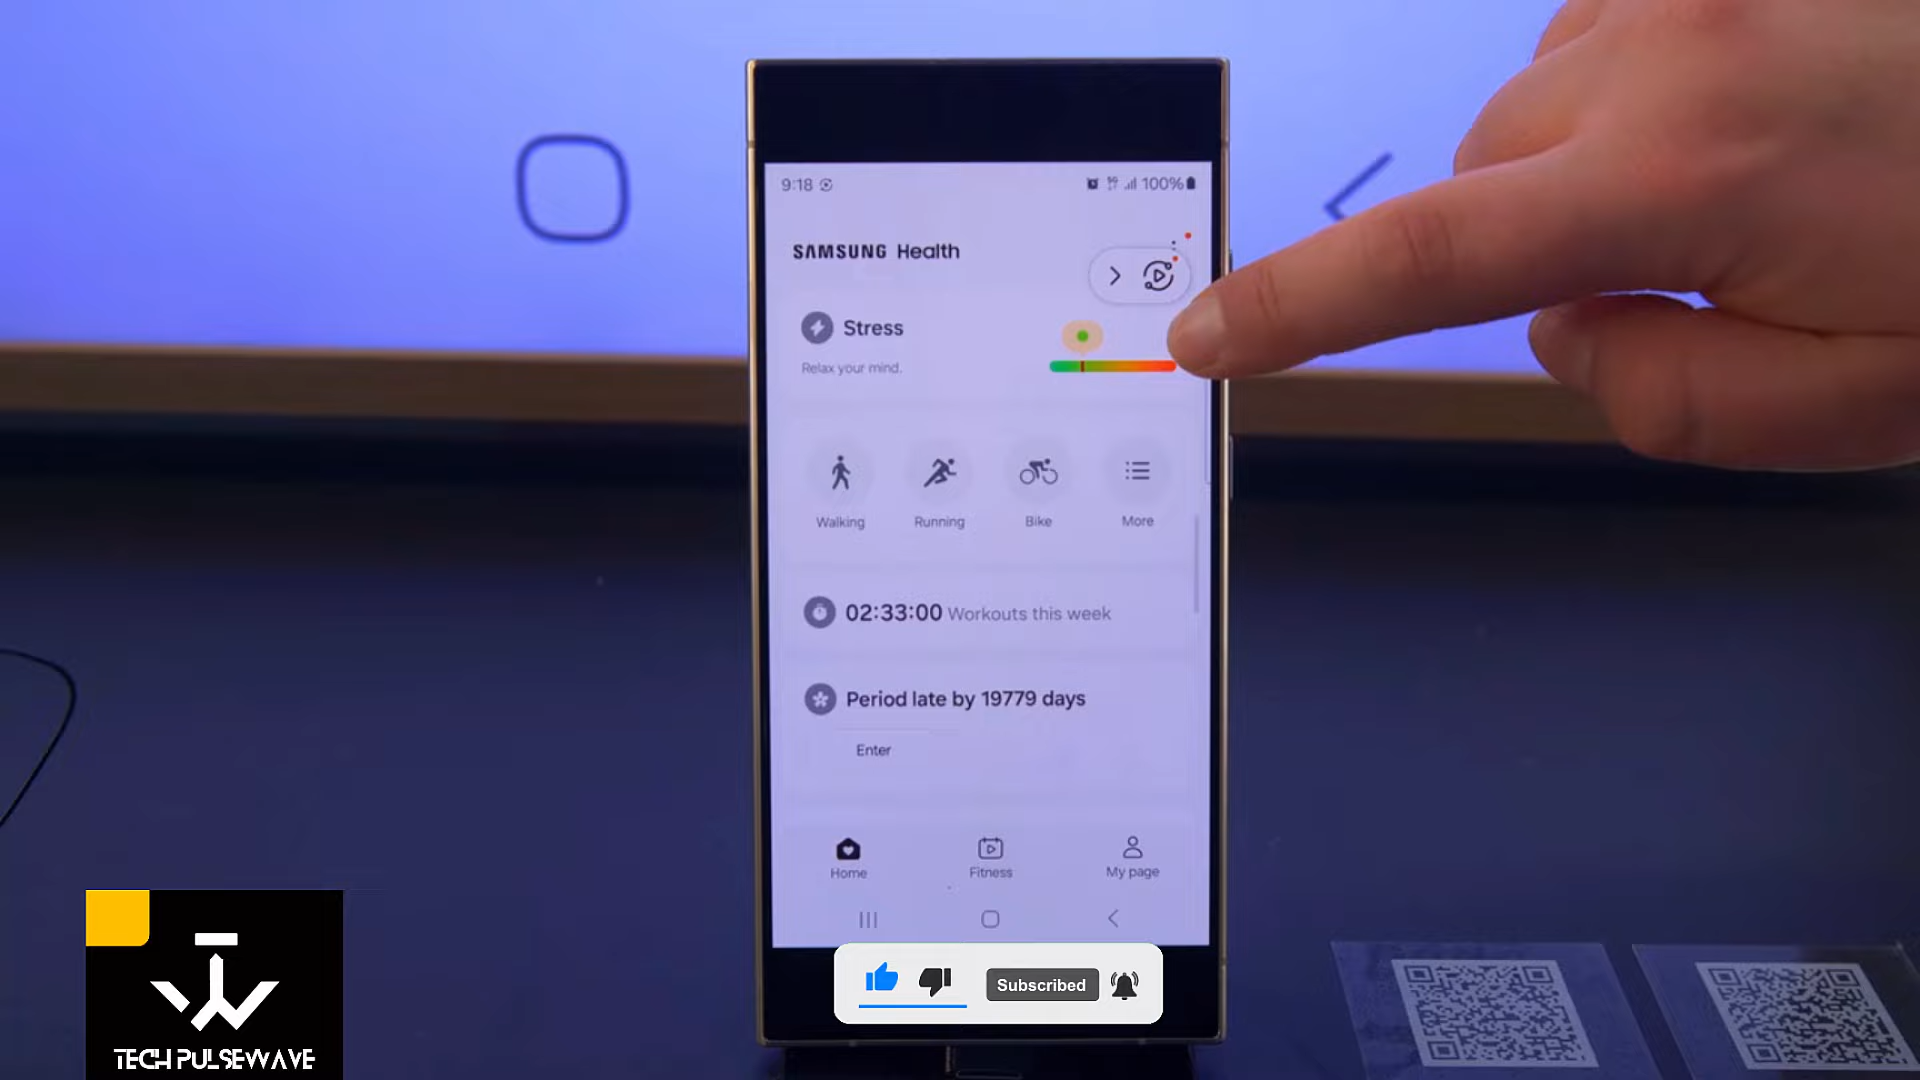 9:18
5G 100%
SAMSUNG Health
Stress
Relax your mind.
Walking Running Bike More
02:33:00 Workouts this week
Period late by 19779 days
Enter
Home Fitness My page
Subscribed
TECH PULSEWAVE